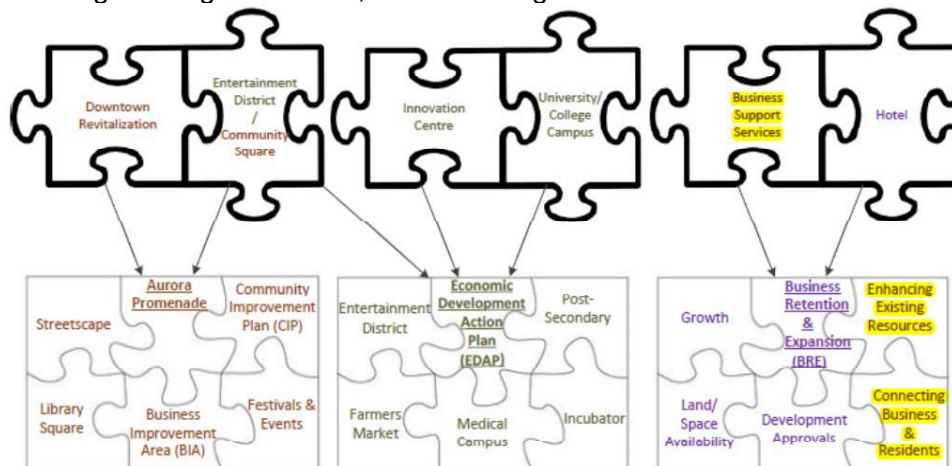 Downtown
Revitalization
Entertainment
District
/
Community
Square
Innovation
Centre
University/
College
Campus
Business
Support
Services
Hotel
Aurora
Promenade
Community
Improvement
Plan (CIP)
Streetscape
Library
Square
Business
Improvement
Area (BIA)
Festivals &
Events
Economic
Development
Action
Plan
(EDAP)
Entertainment
District
Post-
Secondary
Farmers
Market
Medical
Campus
Incubator
Business
Retention
&
Expansion
(BRE)
Growth
Enhancing
Existing
Resources
Land/
Space
Availability
Development
Approvals
Connecting
Business
&
Residents